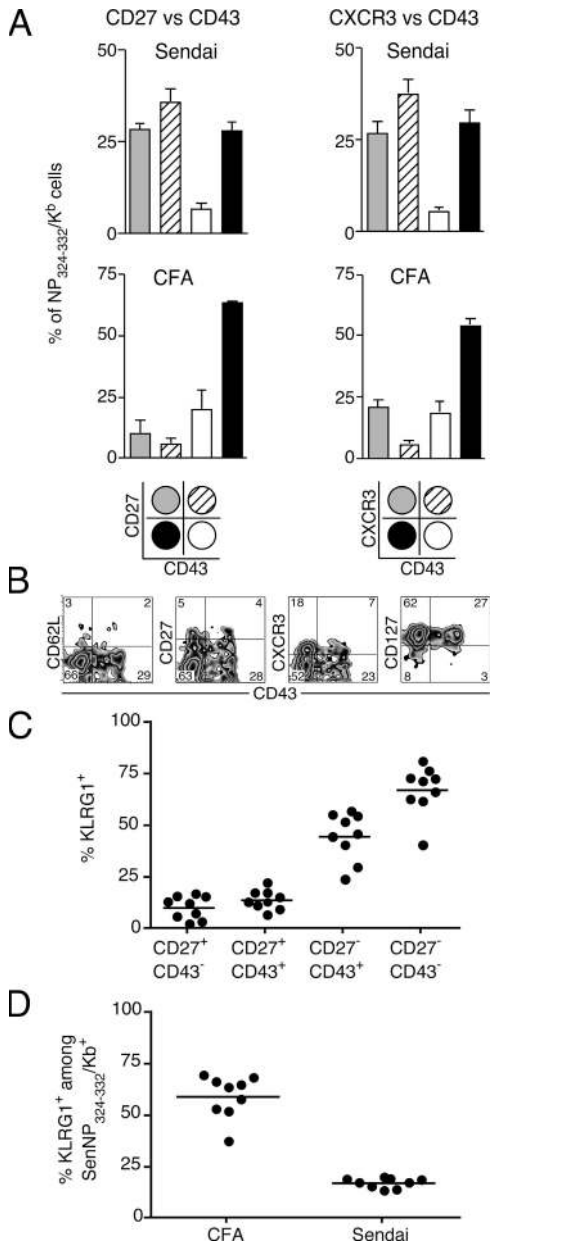 A
CD27 vs CD43
CXCR3 vs CD43
% of NP324-332/Kb cells
Sendai
50
25
0
Sendai
50
25
0
CFA
75
50
25
0
CFA
75
50
25
0
CD27
CD43
CXCR3
CD43
B
CD62L
3 2
66 29
CD27
5 4
63 28
CXCR3
18 7
52 23
CD127
62 27
8 3
CD43
C
% KLRG1+
100
75
50
25
0
CD27+ CD27+ CD27- CD27-
CD43- CD43+ CD43+ CD43-
D
% KLRG1+ among
SenNP324-332/Kb+
100
75
50
25
0
CFA Sendai